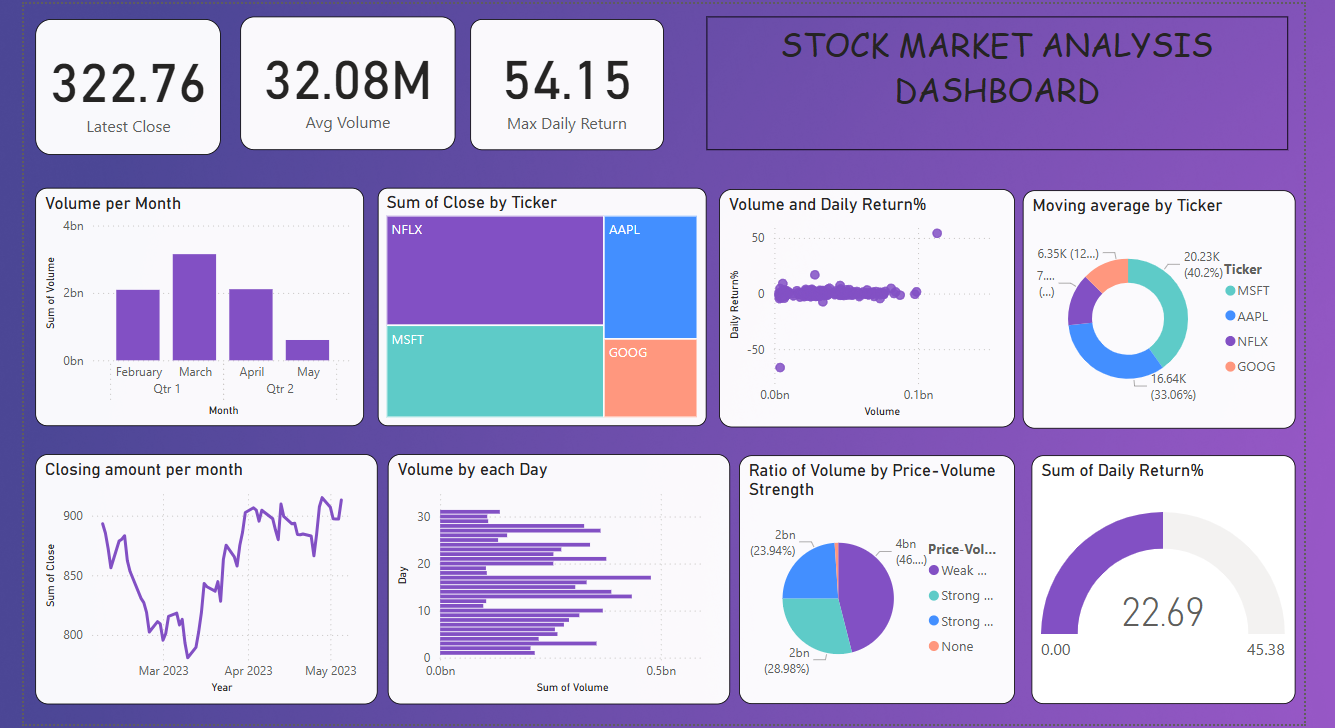 322.76
Latest Close
32.08M
Avg Volume
54.15
Max Daily Return
STOCK MARKET ANALYSIS
DASHBOARD
Volume per Month
4bn
2bn
0bn
Sum of Volume
February
March
April
May
Qtr 1
Qtr 2
Month
Sum of Close by Ticker
NFLX
AAPL
MSFT
GOOG
Volume and Daily Return%
50
0
-50
Daily Return%
0.0bn
0.1bn
Volume
Moving average by Ticker
6.35K (12...)
7....
(...)
20.23K
(40.2%)
16.64K
(33.06%)
Ticker
MSFT
AAPL
NFLX
GOOG
Closing amount per month
900
850
800
Sum of Close
Mar 2023
Apr 2023
May 2023
Year
Volume by each Day
30
20
10
0
Day
0.0bn
0.5bn
Sum of Volume
Ratio of Volume by Price-Volume
Strength
2bn
(23.94%)
4bn
(46....)
2bn
(28.98%)
Price-Vol...
Weak ...
Strong ...
Strong ...
None
Sum of Daily Return%
22.69
0.00
45.38